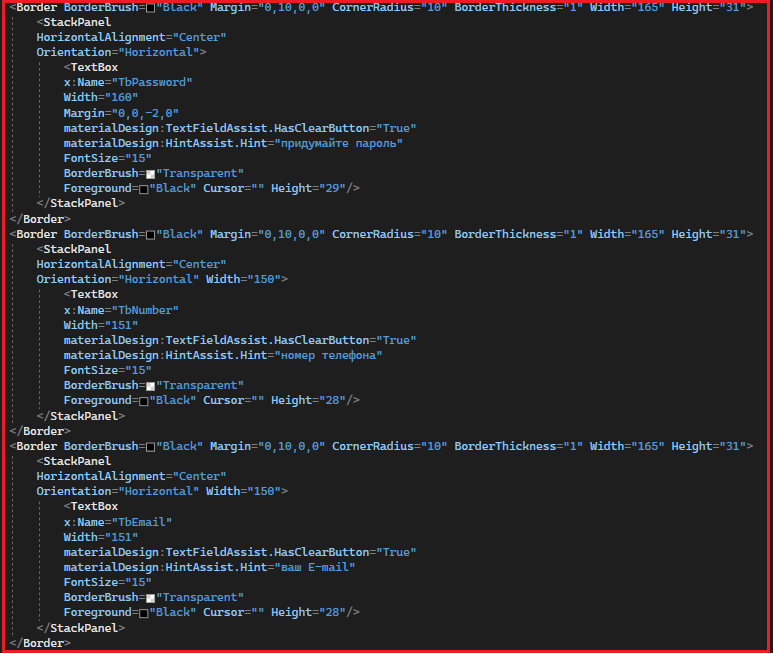 <Border BorderBrush="Black" Margin="0,10,0,0" CornerRadius="10" BorderThickness="1" Width="165" Height="31">
<StackPanel
HorizontalAlignment="Center"
Orientation="Horizontal">
<TextBox
x:Name="TbPassword"
Width="160"
Margin="0,0,-2,0"
materialDesign:TextFieldAssist.HasClearButton="True"
materialDesign:HintAssist.Hint="придумайте пароль"
FontSize="15"
BorderBrush="Transparent"
Foreground="Black" Cursor="" Height="29"/>
</StackPanel>
</Border>
<Border BorderBrush="Black" Margin="0,10,0,0" CornerRadius="10" BorderThickness="1" Width="165" Height="31">
<StackPanel
HorizontalAlignment="Center"
Orientation="Horizontal" Width="150">
<TextBox
x:Name="TbNumber"
Width="151"
materialDesign:TextFieldAssist.HasClearButton="True"
materialDesign:HintAssist.Hint="номер телефона"
FontSize="15"
BorderBrush="Transparent"
Foreground="Black" Cursor="" Height="28"/>
</StackPanel>
</Border>
<Border BorderBrush="Black" Margin="0,10,0,0" CornerRadius="10" BorderThickness="1" Width="165" Height="31">
<StackPanel
HorizontalAlignment="Center"
Orientation="Horizontal" Width="150">
<TextBox
x:Name="TbEmail"
Width="151"
materialDesign:TextFieldAssist.HasClearButton="True"
materialDesign:HintAssist.Hint="ваш E-mail"
FontSize="15"
BorderBrush="Transparent"
Foreground="Black" Cursor="" Height="28"/>
</StackPanel>
</Border>